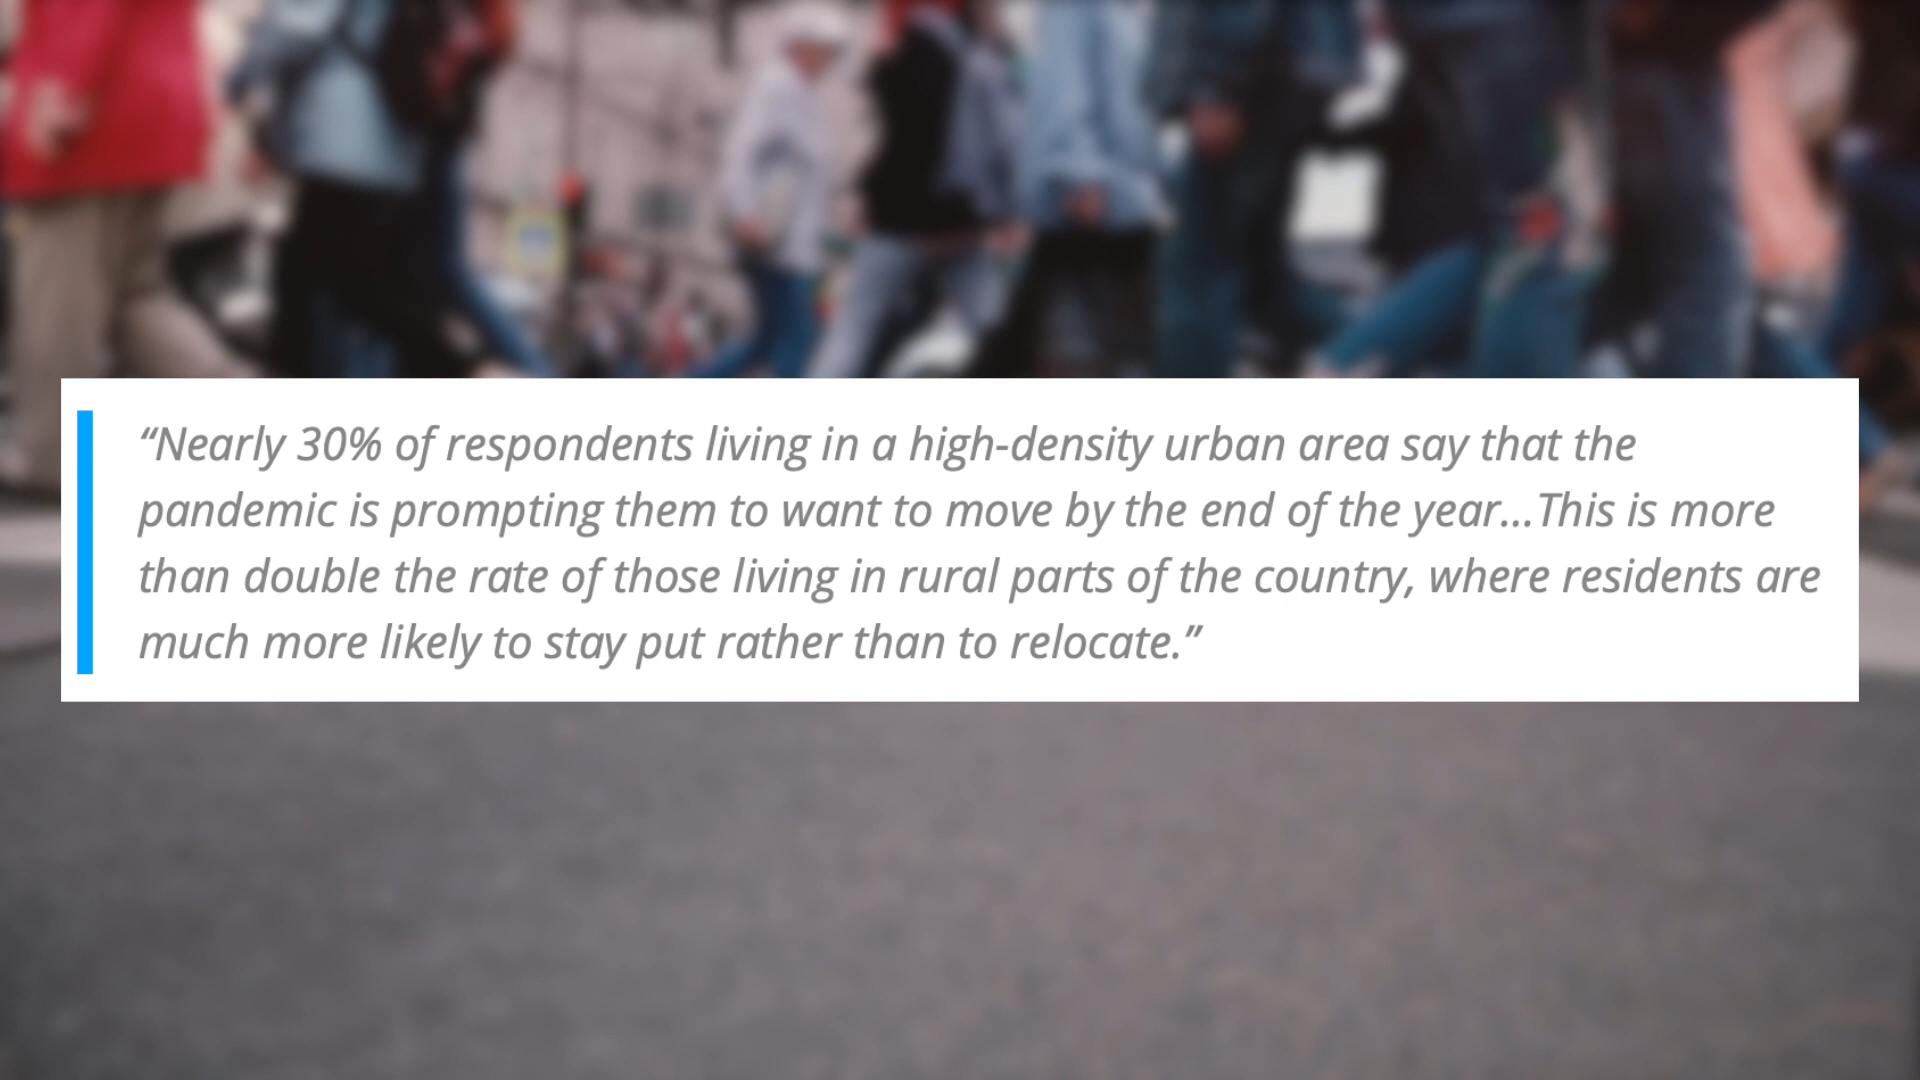 “Nearly 30% of respondents living in a high-density urban area say that the
pandemic is prompting them to want to move by the end of the year...This is more
than double the rate of those living in rural parts of the country, where residents are
much more likely to stay put rather than to relocate.”